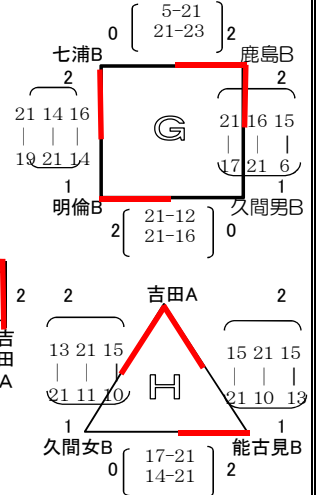 5-21
0 21-23 2
七浦B 鹿島B
2 2
21 14 16 21 16 15
| | | G | | |
19 21 14 17 21 6
1 1
明倫B 久間男B
2 21-12 0
21-16
2 2 吉田A 2
吉田A
13 21 15 15 21 15
| | | H | | |
21 11 10 21 10 13
1 1
久間女B 能古見B
0 17-21 2
14-21